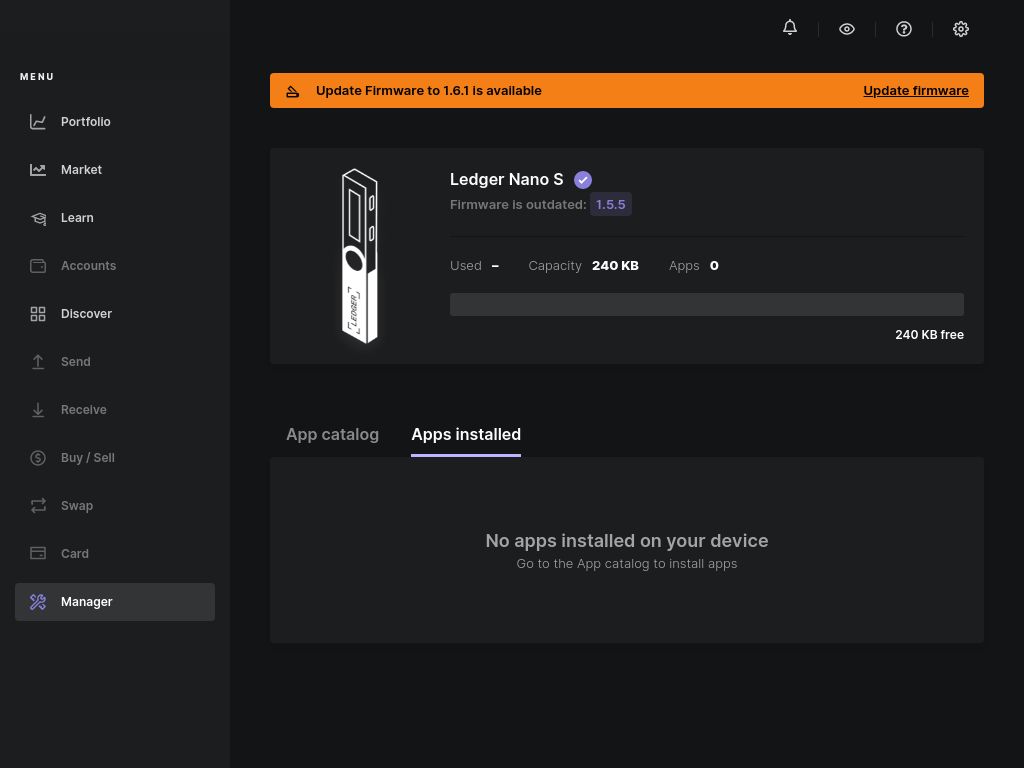 MENU
Portfolio
Market
Learn
Accounts
Discover
Send
Receive
Buy / Sell
Swap
Card
Manager
Update Firmware to 1.6.1 is available
Update firmware
LEDGER
Ledger Nano S
Firmware is outdated: 1.5.5
Used – Capacity 240 KB Apps 0
240 KB free
App catalog Apps installed
No apps installed on your device
Go to the App catalog to install apps